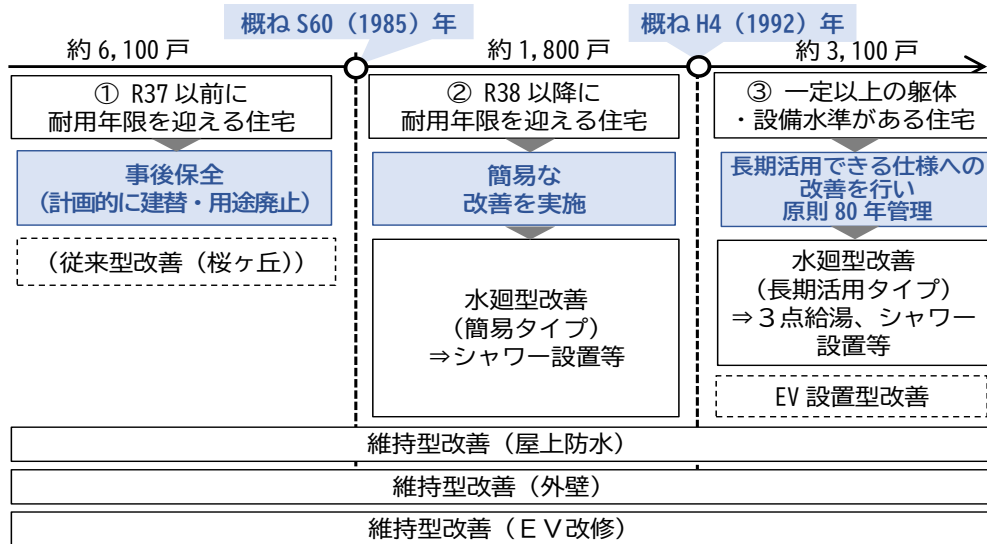 概ね S60（1985）年
概ね H4（1992）年
約 6,100 戸
約 1,800 戸
約 3,100 戸
① R37 以前に
耐用年限を迎える住宅
② R38 以降に
耐用年限を迎える住宅
③ 一定以上の躯体
・設備水準がある住宅
事後保全
（計画的に建替・用途廃止）
簡易な
改善を実施
長期活用できる仕様への
改善を行い
原則 80 年管理
（従来型改善（桜ヶ丘））
水廻型改善
（簡易タイプ）
⇒シャワー設置等
水廻型改善
（長期活用タイプ）
⇒３点給湯、シャワー
設置等
EV 設置型改善
維持型改善（屋上防水）
維持型改善（外壁）
維持型改善（ＥＶ改修）